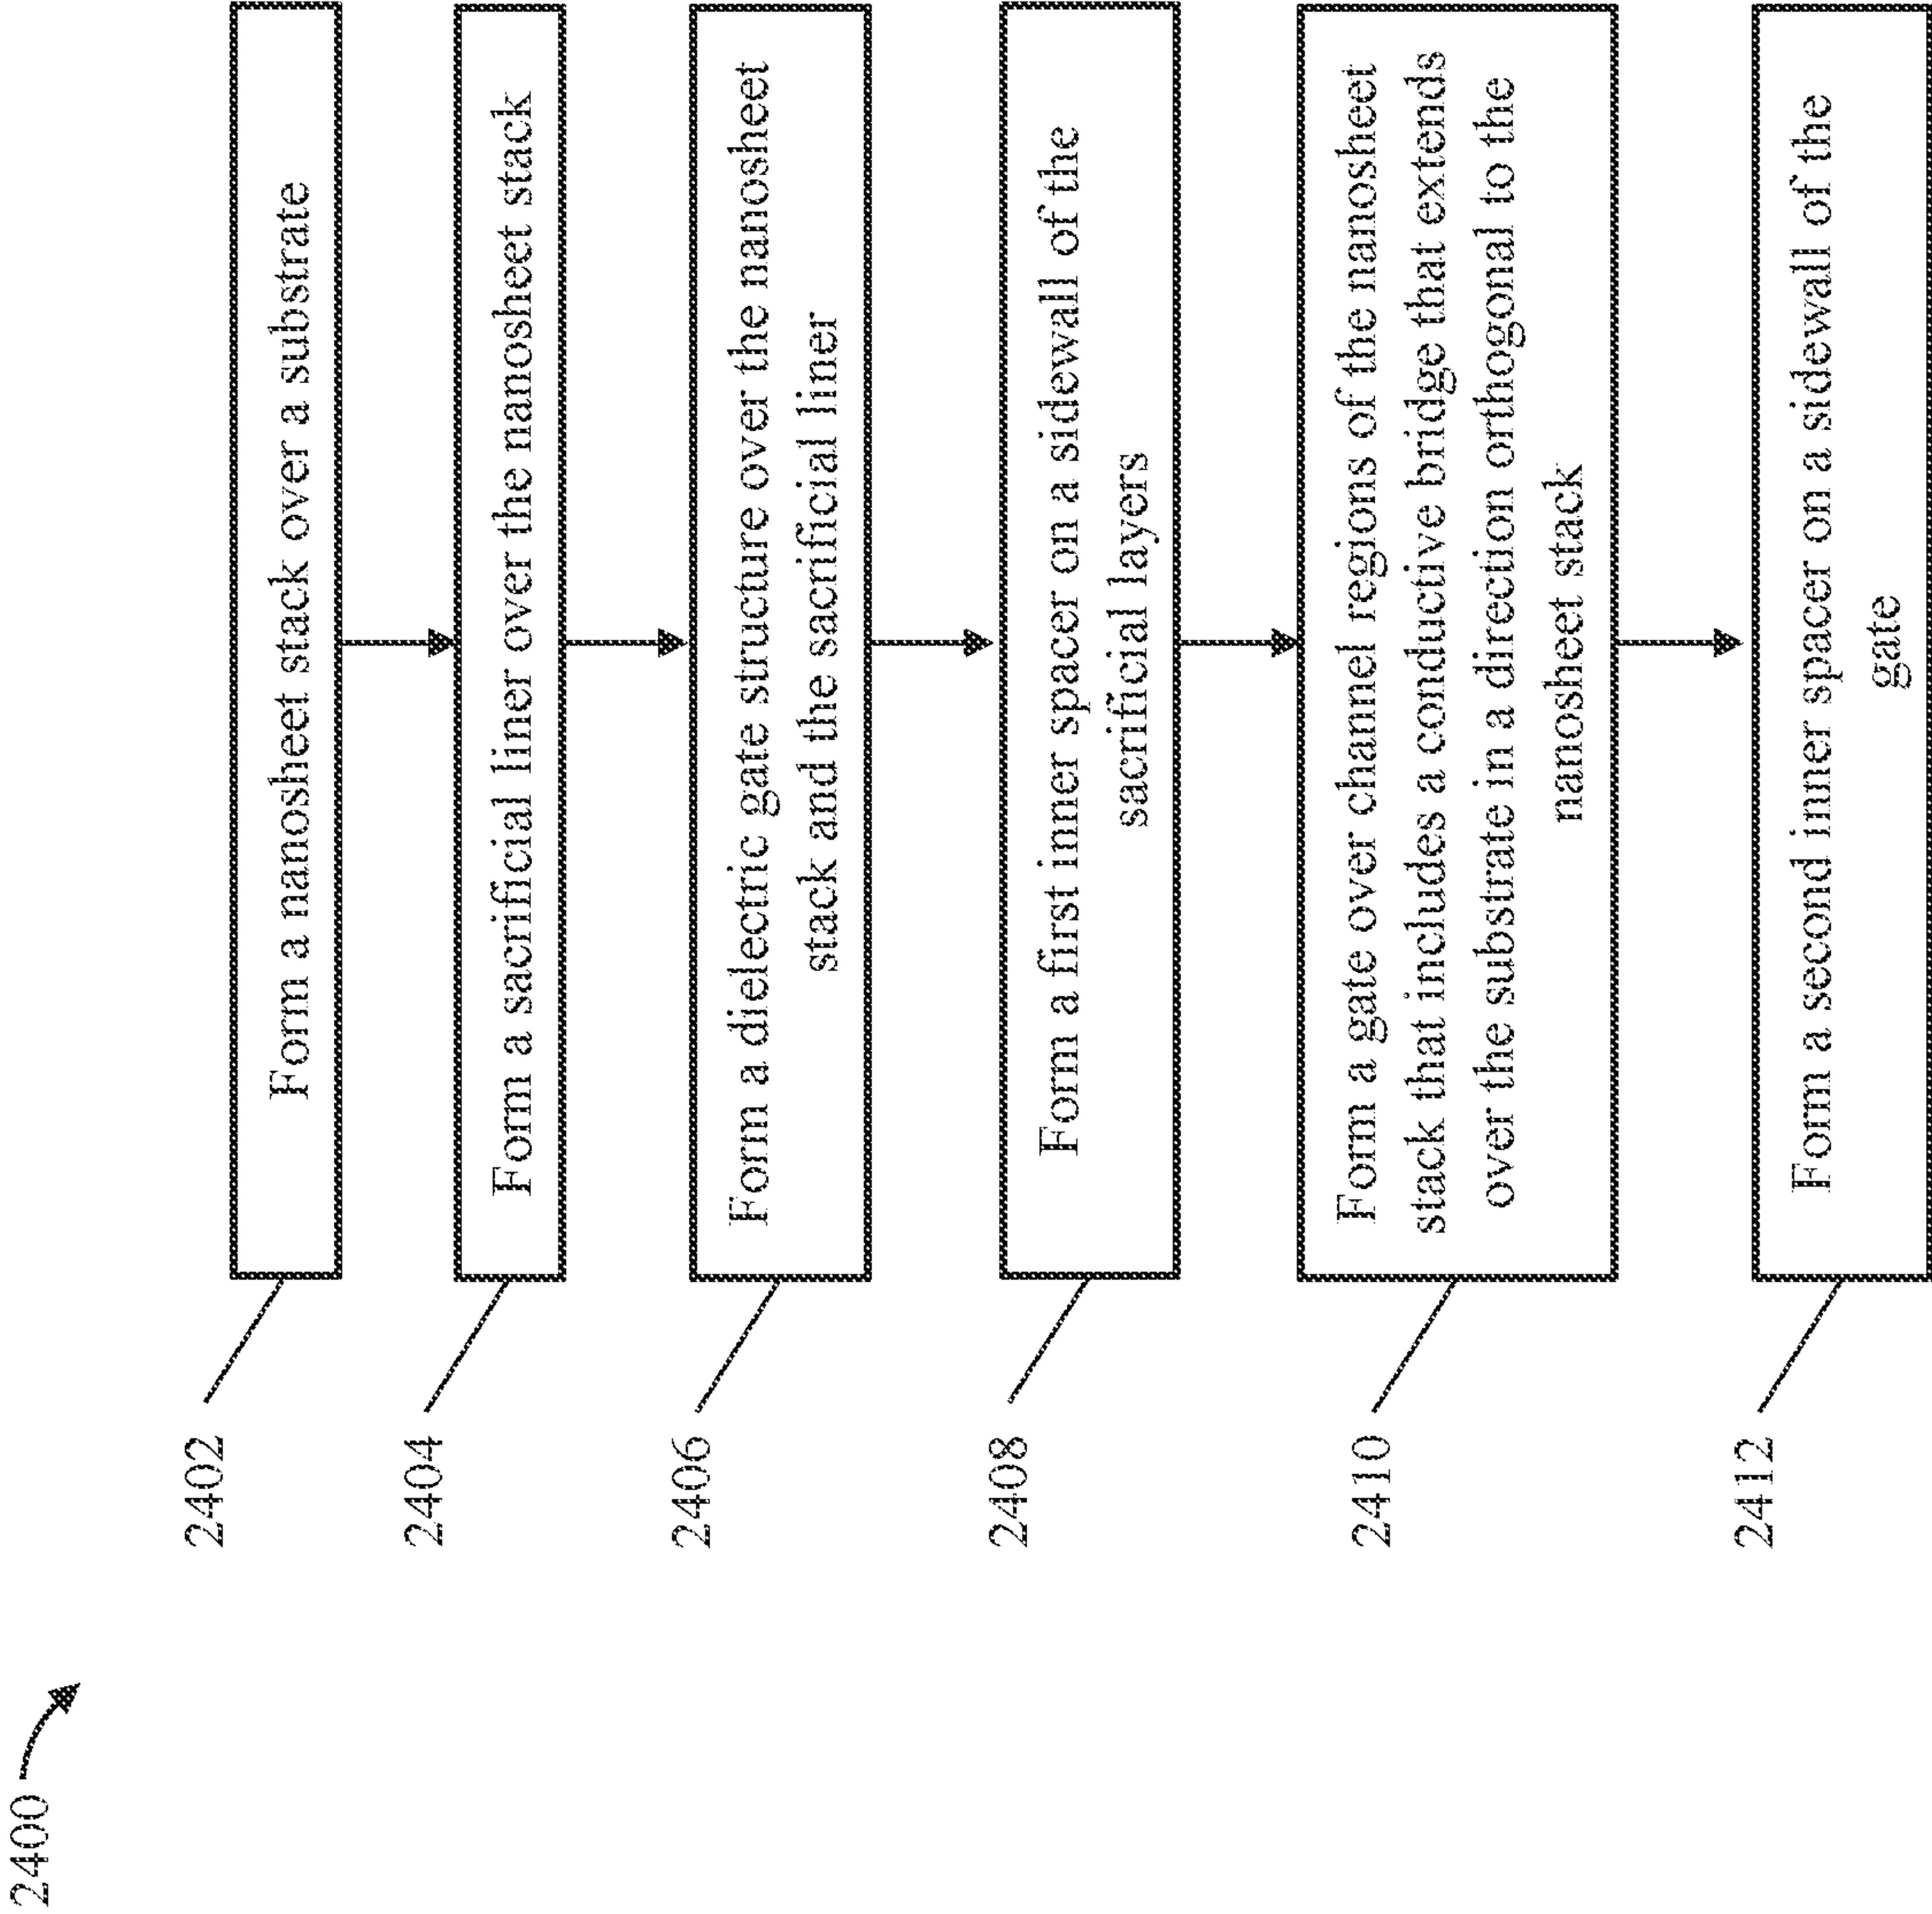 2400
2402
Form a nanosheet stack over a substrate
2404
Form a sacrificial liner over the nanosheet stack
2406
Form a dielectric gate structure over the nanosheet
stack and the sacrificial liner
2408
Form a first inner spacer on a sidewall of the
sacrificial layers
2410
Form a gate over channel regions of the nanosheet
stack that includes a conductive bridge that extends
over the substrate in a direction orthogonal to the
nanosheet stack
2412
Form a second inner spacer on a sidewall of the
gate